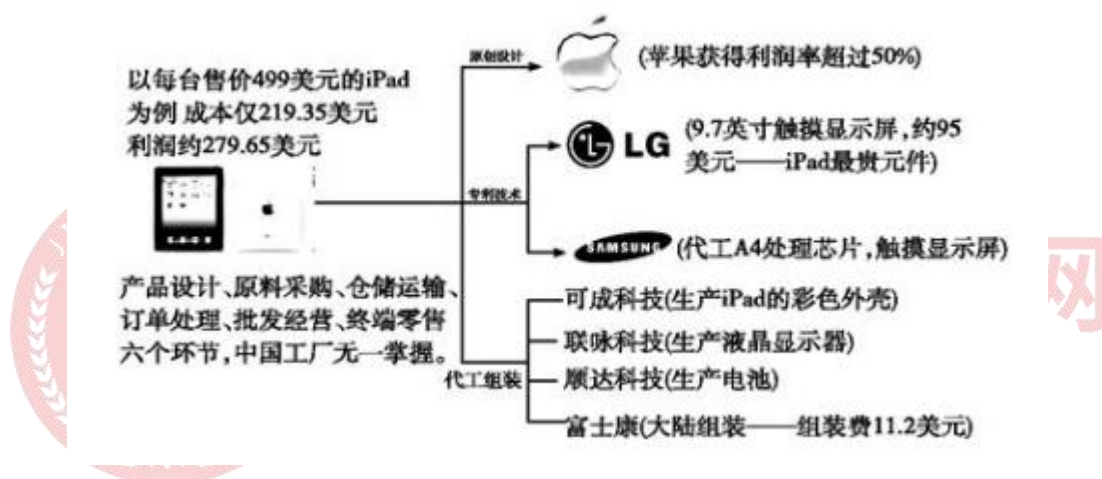 以每台售价499美元的iPad
为例 成本仅219.35美元
利润约279.65美元
原创设计
(苹果获得利润率超过50%)
LG
(9.7英寸触摸显示屏,约95
美元——iPad最贵元件)
专利技术
SAMSUNG
(代工A4处理芯片,触摸显示屏)
产品设计、原料采购、仓储运输、
订单处理、批发经营、终端零售
六个环节,中国工厂无一掌握。
代工组装
可成科技(生产iPad的彩色外壳)
联咏科技(生产液晶显示器)
顺达科技(生产电池)
富士康(大陆组装——组装费11.2美元)
网